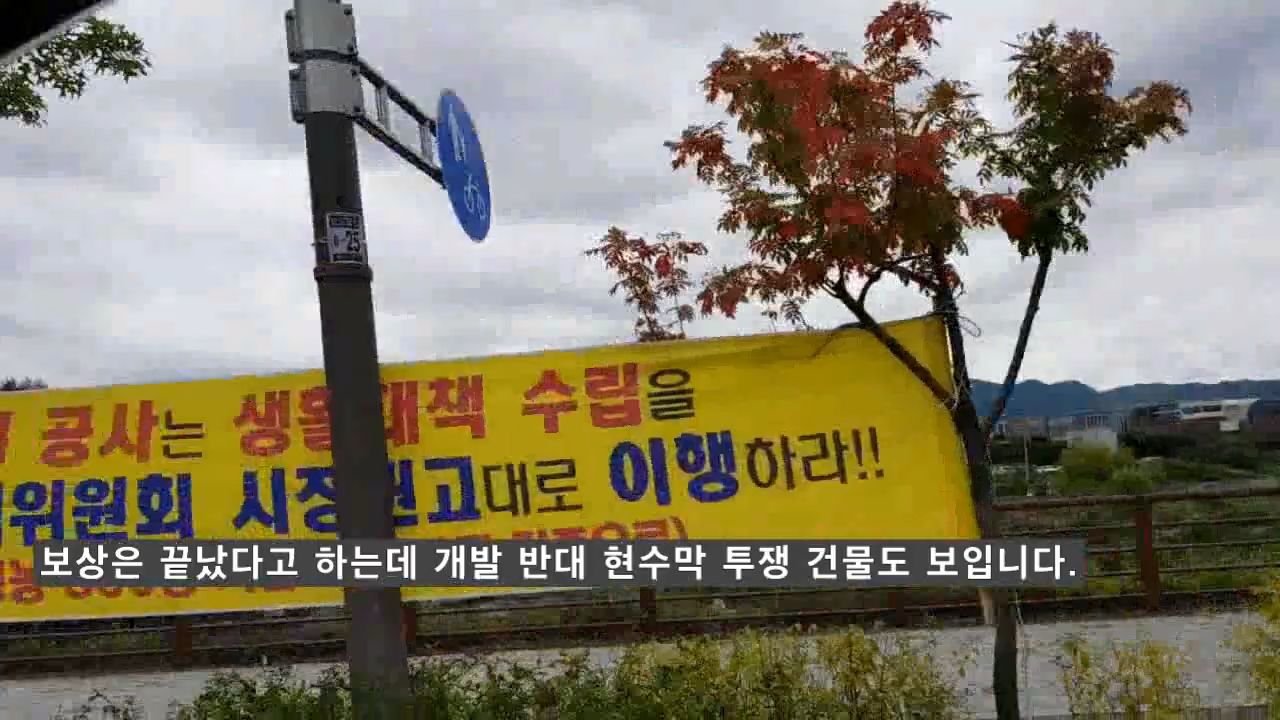 25
공사는 생활대책 수립을
위원회 시정권고대로 이행하라!!
보상은 끝났다고 하는데 개발 반대 현수막 투쟁 건물도 보입니다.